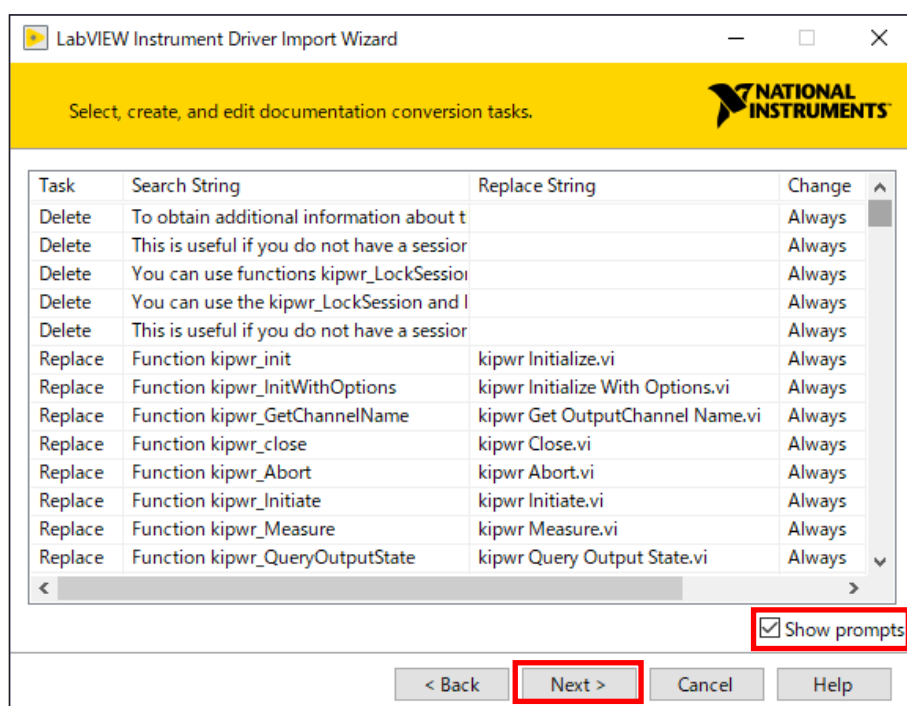 LabVIEW Instrument Driver Import Wizard
Select, create, and edit documentation conversion tasks.
NATIONAL
INSTRUMENTS
Task Search String Replace String Change
Delete To obtain additional information about t Always
Delete This is useful if you do not have a session Always
Delete You can use functions kipwr_LockSession Always
Delete You can use the kipwr_LockSession and Always
Delete This is useful if you do not have a session Always
Replace Function kipwr_init kipwr Initialize.vi Always
Replace Function kipwr_InitWithOptions kipwr Initialize With Options.vi Always
Replace Function kipwr_GetChannelName kipwr Get OutputChannel Name.vi Always
Replace Function kipwr_close kipwr Close.vi Always
Replace Function kipwr_Abort kipwr Abort.vi Always
Replace Function kipwr_Initiate kipwr Initiate.vi Always
Replace Function kipwr_Measure kipwr Measure.vi Always
Replace Function kipwr_QueryOutputState kipwr Query Output State.vi Always
Show prompts
< Back Next > Cancel Help